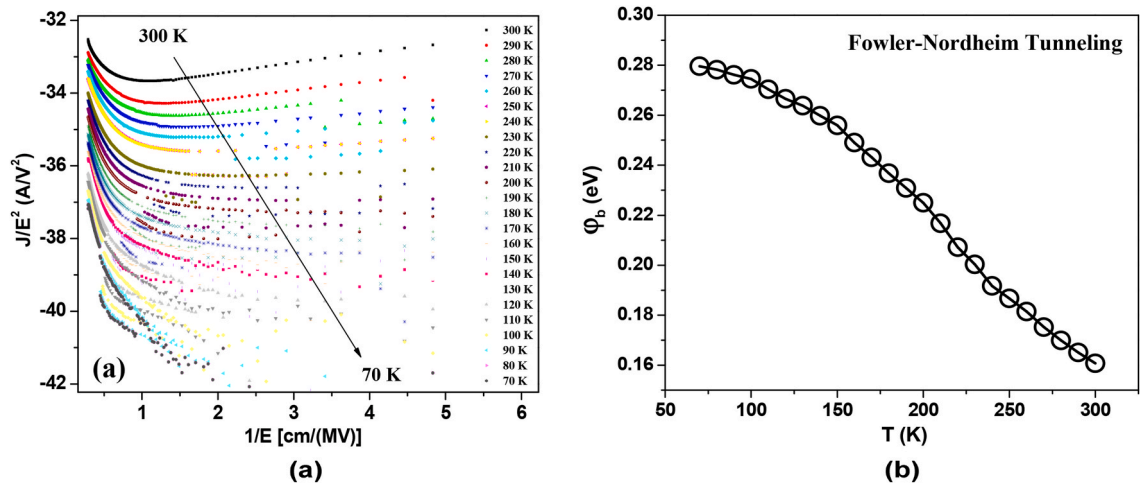 (a)
-32
-34
-36
-38
-40
-42
J/E² (A/V²)
300 K
70 K
(a)
300 K
290 K
280 K
270 K
260 K
250 K
240 K
230 K
220 K
210 K
200 K
190 K
180 K
170 K
160 K
150 K
140 K
130 K
120 K
110 K
100 K
90 K
80 K
70 K
1 2 3 4 5 6
1/E [cm/(MV)]
(a)
b)
0.30
0.28
0.26
0.24
0.22
0.20
0.18
0.16
φb (eV)
Fowler-Nordheim Tunneling
50 100 150 200 250 300
T (K)
(b)